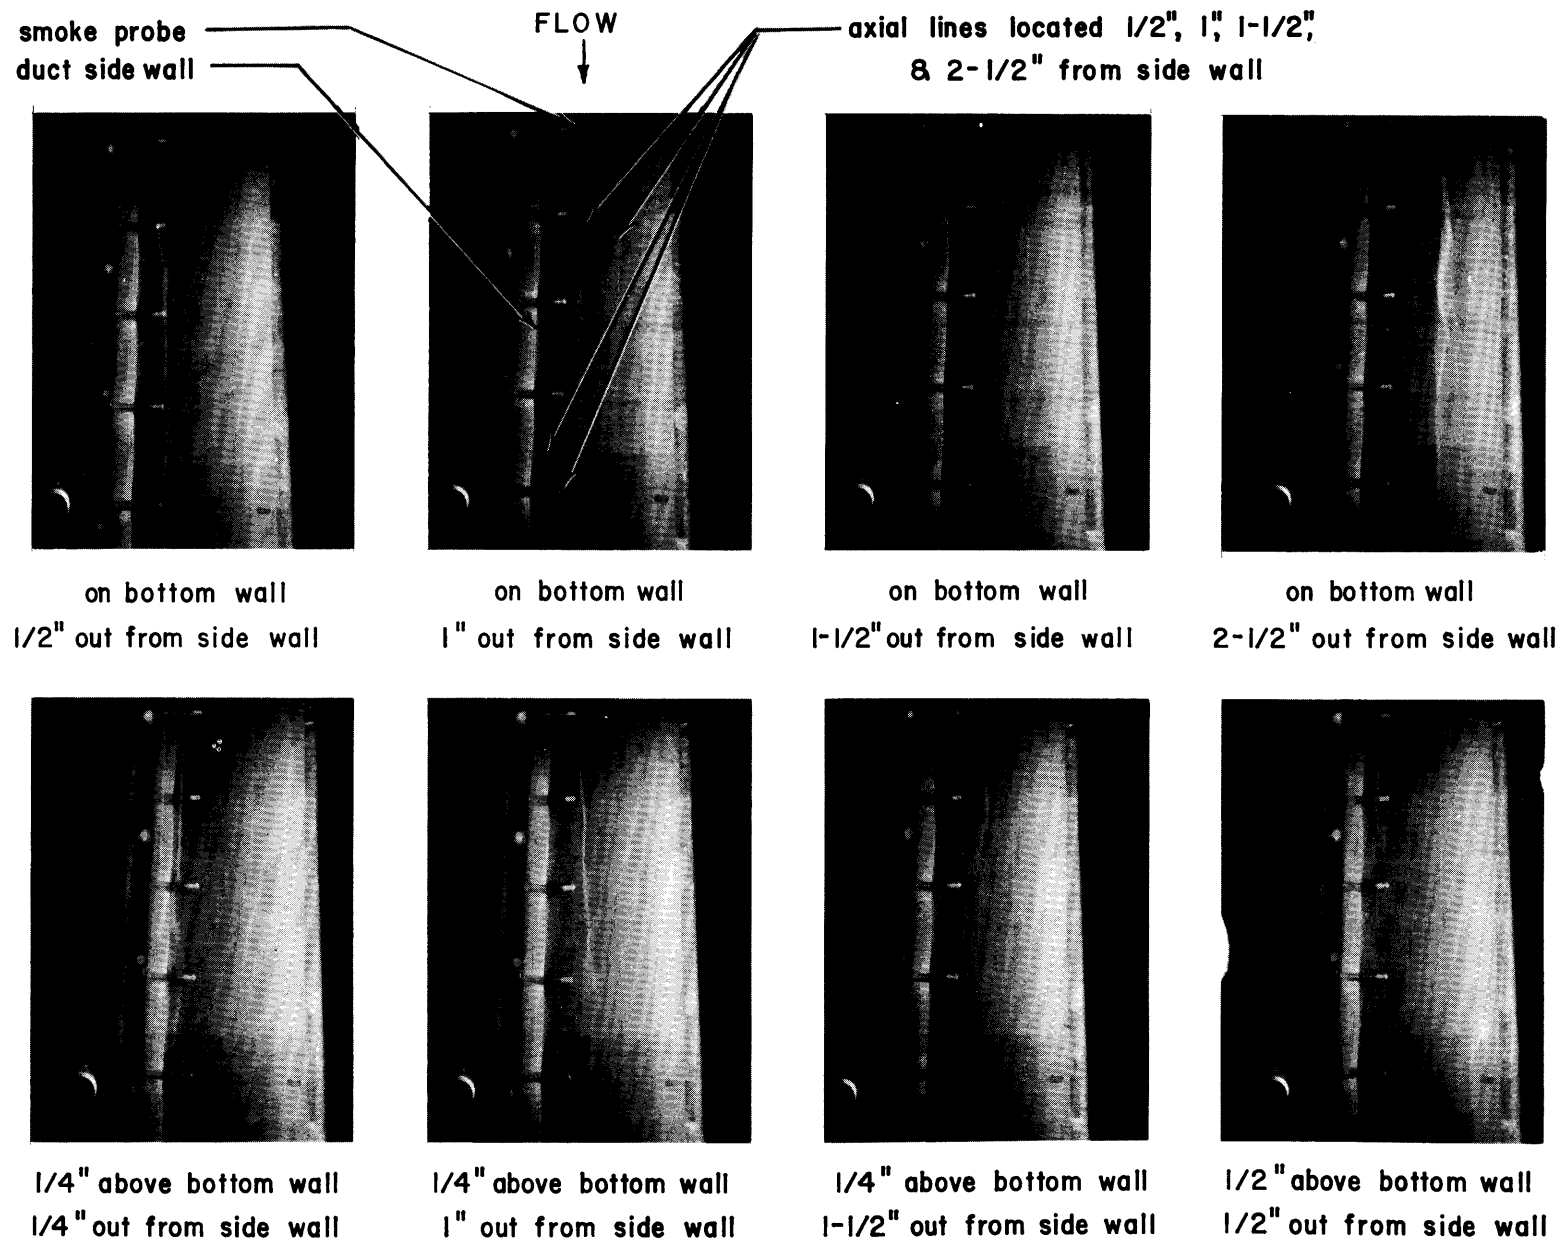 smoke probe
duct side wall
FLOW
axial lines located 1/2", 1", 1-1/2",
& 2-1/2" from side wall
on bottom wall
1/2" out from side wall
on bottom wall
1" out from side wall
on bottom wall
1-1/2" out from side wall
on bottom wall
2-1/2" out from side wall
1/4" above bottom wall
1/4" out from side wall
1/4" above bottom wall
1" out from side wall
1/4" above bottom wall
1-1/2" out from side wall
1/2" above bottom wall
1/2" out from side wall